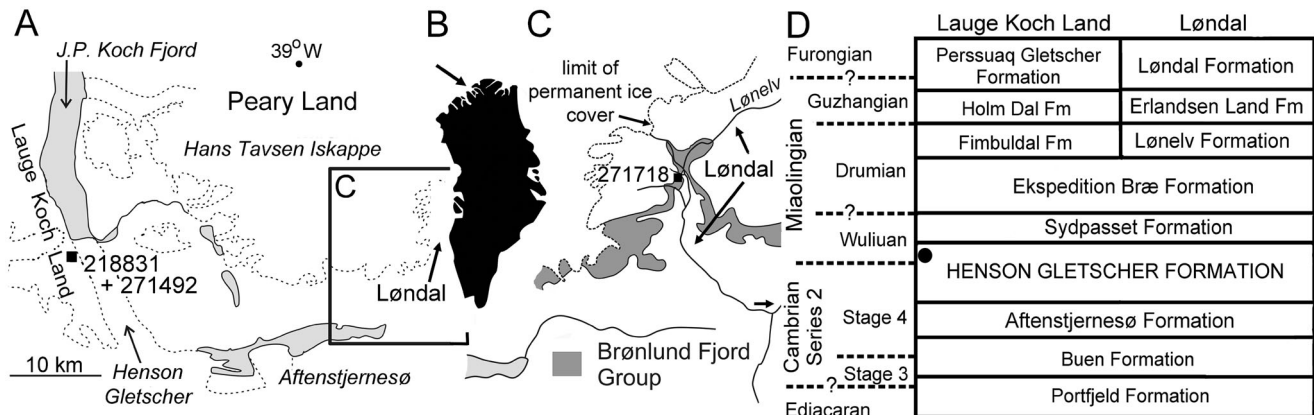 A
J.P. Koch Fjord
39° W
Peary Land
Hans Tavsen Iskappe
Lauge Koch Land
C
218831
+ 271492
Løndal
10 km
Henson
Gletscher
Aftenstjernesø
B
C
limit of
permanent ice
cover
Lønelv
271718
Løndal
Brønlund Fjord
Group
D
Lauge Koch Land
Løndal
Furongian
Perssuaq Gletscher
Formation
Løndal Formation
?
Guzhangian
Holm Dal Fm
Erlandsen Land Fm
Miaolingian
Drumian
Fimbuldal Fm
Lønelv Formation
Ekspedition Bræ Formation
?
Wuliuan
Sydpasset Formation
HENSON GLETSCHER FORMATION
Cambrian
Series 2
Stage 4
Aftenstjernesø Formation
Buen Formation
Stage 3
?
Portfjeld Formation
Ediacaran